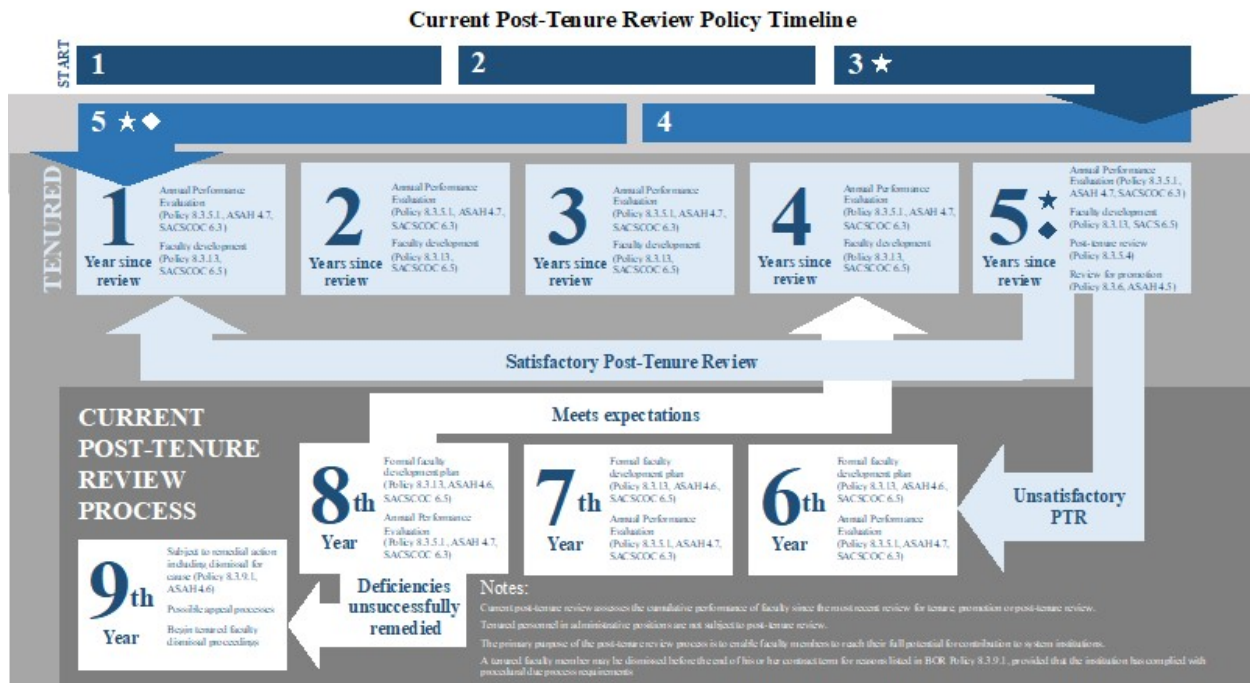 Current Post-Tenure Review Policy Timeline
START
1
2
3
5
4
TENURED
1
Years since
review
Annual Performance
Evaluation
(Policy 8.3.5.1, ASAH 4.7,
SACSCOC 6.3)
Faculty development
(Policy 8.3.13,
SACSCOC 6.5)
2
Years since
review
Annual Performance
Evaluation
(Policy 8.3.5.1, ASAH 4.7,
SACSCOC 6.3)
Faculty development
(Policy 8.3.13,
SACSCOC 6.5)
3
Years since
review
Annual Performance
Evaluation
(Policy 8.3.5.1, ASAH 4.7,
SACSCOC 6.3)
Faculty development
(Policy 8.3.13,
SACSCOC 6.5)
4
Years since
review
Annual Performance
Evaluation
(Policy 8.3.5.1, ASAH 4.7,
SACSCOC 6.3)
Faculty development
(Policy 8.3.13,
SACSCOC 6.5)
5
Years since
review
Annual Performance
Evaluation (Policy 8.3.5.1,
ASAH 4.7, SACSCOC 6.3)
Faculty development
(Policy 8.3.13, SACS 6.5)
Post-tenure review
(Policy 8.3.5.4)
Review for promotion
(Policy 8.3.6, ASAH 4.5)
Satisfactory Post-Tenure Review
CURRENT
POST-TENURE
REVIEW
PROCESS
Meets expectations
8th
Year
Formal faculty
development plan
(Policy 8.3.13, ASAH 4.6,
SACSCOC 6.5)
Annual Performance
Evaluation
(Policy 8.3.5.1, ASAH 4.7,
SACSCOC 6.3)
7th
Year
Formal faculty
development plan
(Policy 8.3.13, ASAH 4.6,
SACSCOC 6.5)
Annual Performance
Evaluation
(Policy 8.3.5.1, ASAH 4.7,
SACSCOC 6.3)
6th
Year
Formal faculty
development plan
(Policy 8.3.13, ASAH 4.6,
SACSCOC 6.5)
Annual Performance
Evaluation
(Policy 8.3.5.1, ASAH 4.7,
SACSCOC 6.3)
Unsatisfactory
PTR
9th
Year
Subject to remedial action
including dismissal for
cause (Policy 8.3.9.1,
ASAH 4.6)
Possible appeal processes
Begin tenured faculty
dismissal proceedings
Deficiencies
unsuccessfully
remedied
Notes:
Current post-tenure review assesses the cumulative performance of faculty since the most recent review for tenure, promotion or post-tenure review.
Tenured personnel in administrative positions are not subject to post-tenure review.
The primary purpose of the post-tenure review process is to enable faculty members to reach their full potential for contribution to system institutions.
A tenured faculty member may be dismissed before the end of his or her contract term for reasons listed in BOR Policy 8.3.9.1, provided that the institution has complied with
procedural due process requirements